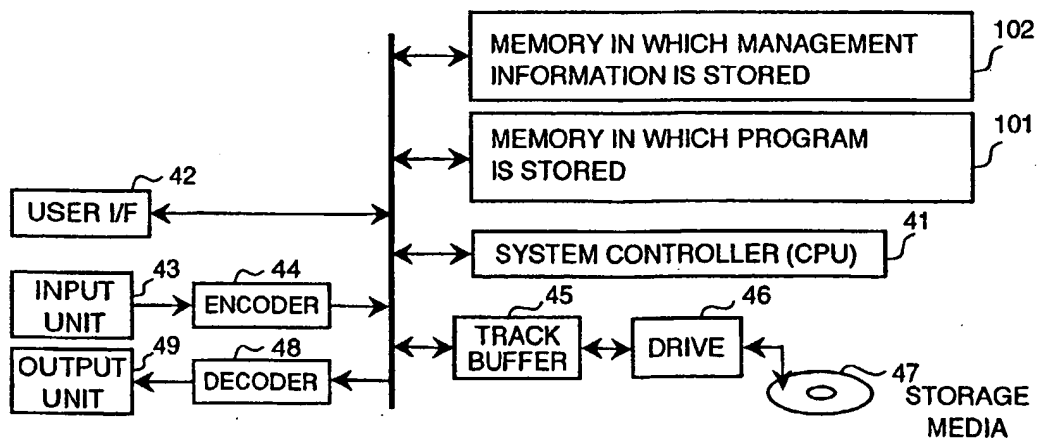 102
MEMORY IN WHICH MANAGEMENT
INFORMATION IS STORED
101
MEMORY IN WHICH PROGRAM
IS STORED
42
USER I/F
41
SYSTEM CONTROLLER (CPU)
43
INPUT
UNIT
44
ENCODER
45
TRACK
BUFFER
46
DRIVE
49
OUTPUT
UNIT
48
DECODER
47
STORAGE
MEDIA